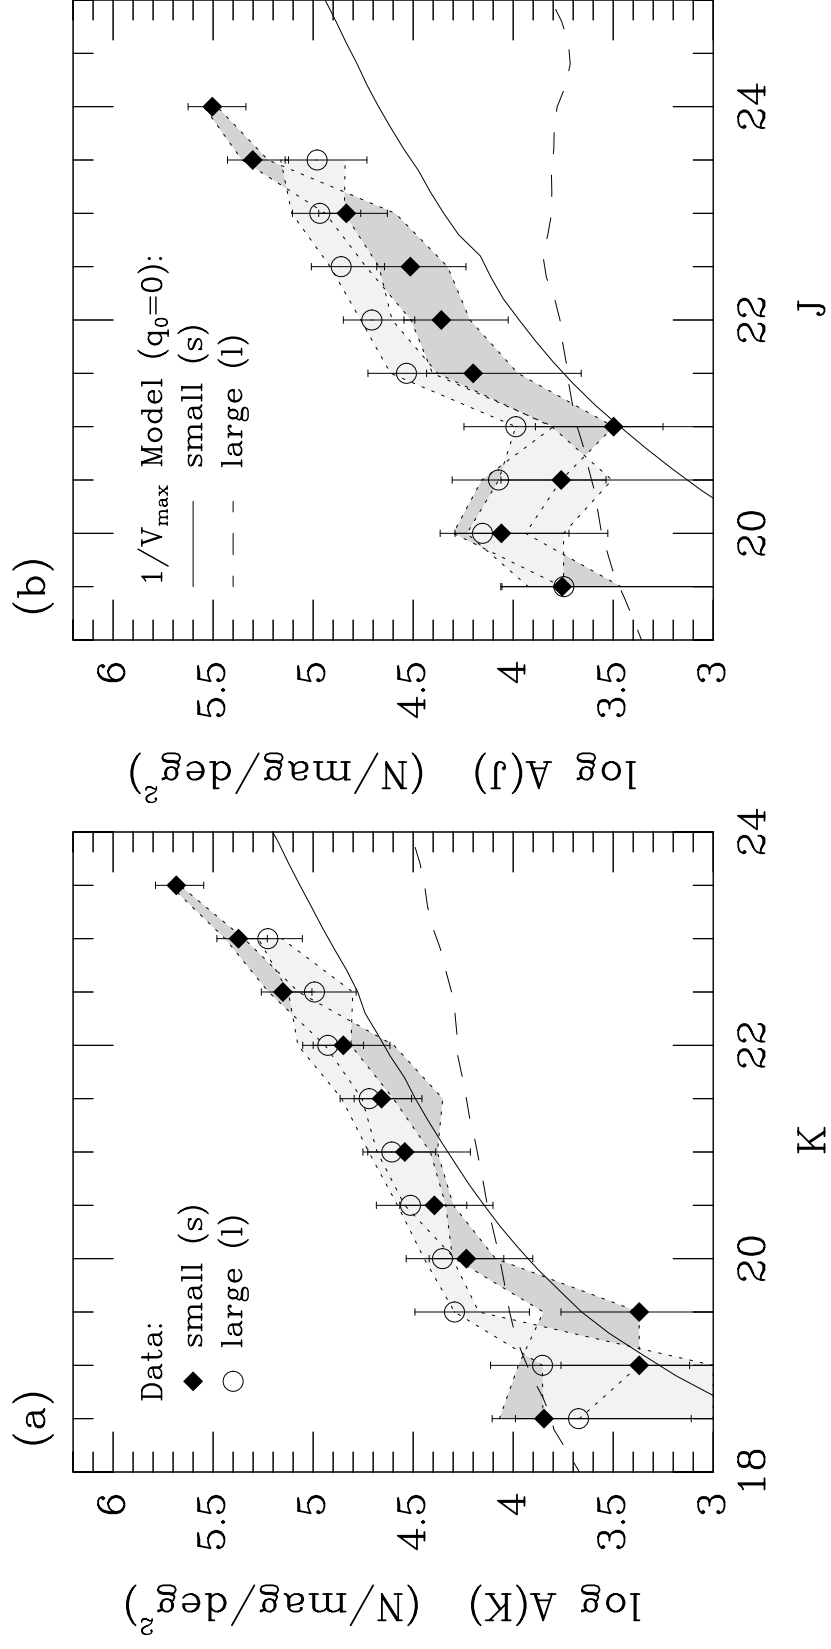 (a)
Data:
small (s)
large (l)
6
5.5
5
4.5
4
3.5
3
log A(K) (N/mag/deg²)
18
20
22
24
K
(b)
1/Vmax Model (q0=0):
small (s)
large (l)
6
5.5
5
4.5
4
3.5
3
log A(J) (N/mag/deg²)
20
22
24
J